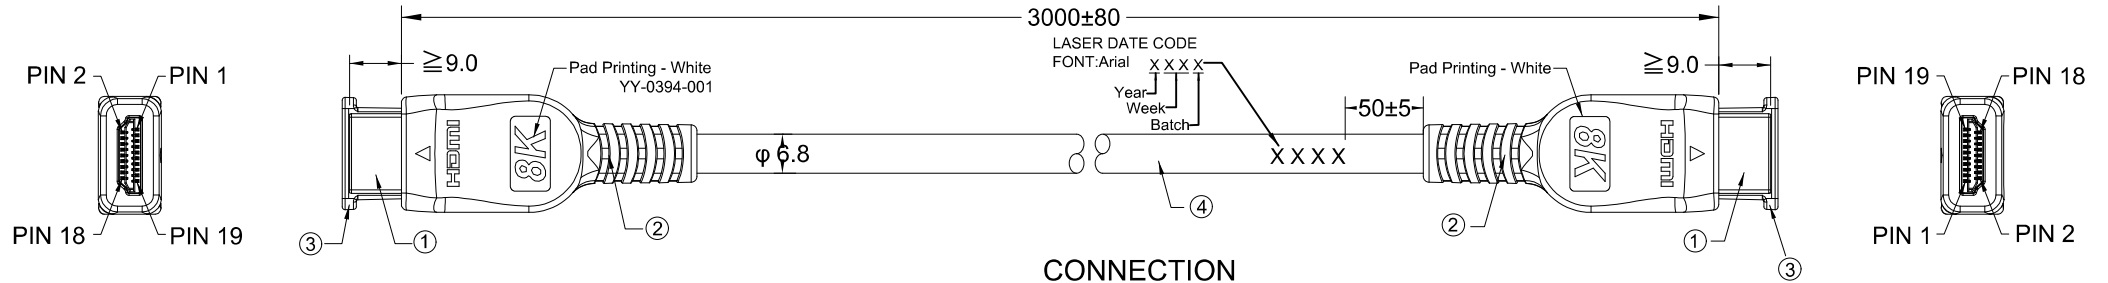 3000±80
LASER DATE CODE
FONT:Arial X X X X
Year
Week
Batch
≧9.0
≧9.0
Pad Printing - White
YY-0394-001
Pad Printing - White
PIN 2
PIN 1
PIN 18
PIN 19
HDMI
8K
φ 6.8
X X X X
50±5
8K
HDMI
PIN 19
PIN 18
PIN 1
PIN 2
3
1
2
4
2
1
3
CONNECTION